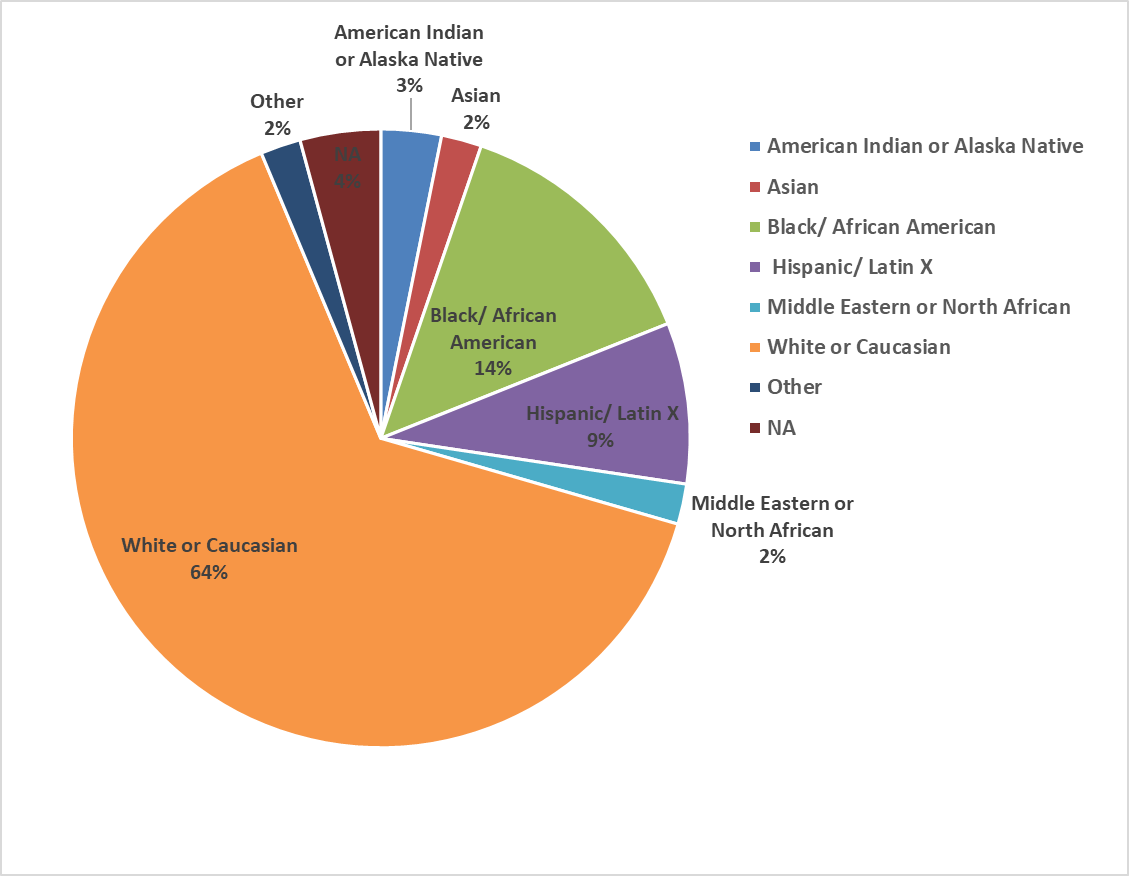 American Indian
or Alaska Native
3%
Asian
2%
Other
2%
NA
4%
Black/ African
American
14%
Hispanic/ Latin X
9%
Middle Eastern or
North African
2%
White or Caucasian
64%
American Indian or Alaska Native
Asian
Black/ African American
Hispanic/ Latin X
Middle Eastern or North African
White or Caucasian
Other
NA